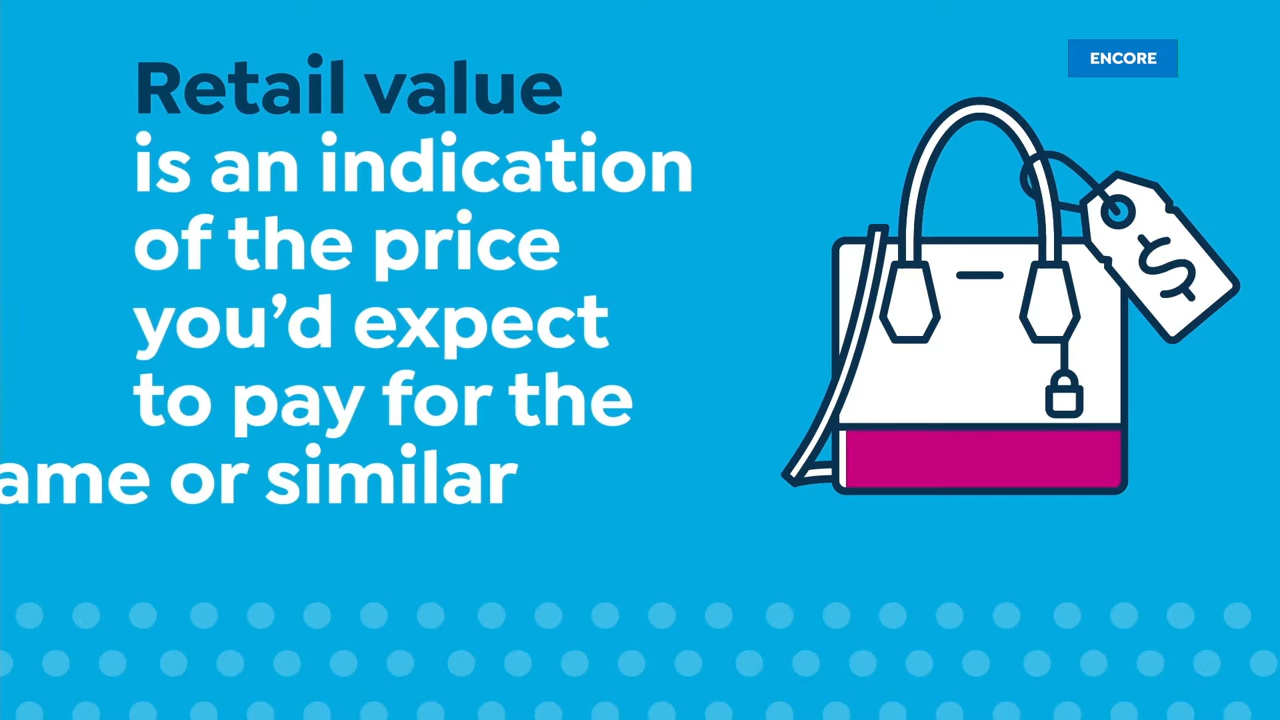 ENCORE
Retail value
is an indication
of the price
you’d expect
to pay for the
ame or similar
$